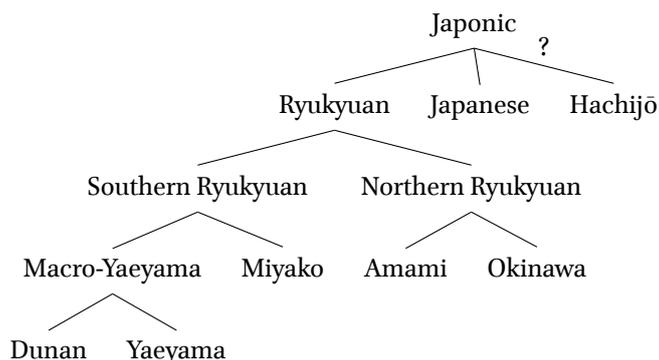 Japonic
?
Ryukyuan Japanese Hachijō
Southern Ryukyuan Northern Ryukyuan
Macro-Yaeyama Miyako Amami Okinawa
Dunan Yaeyama